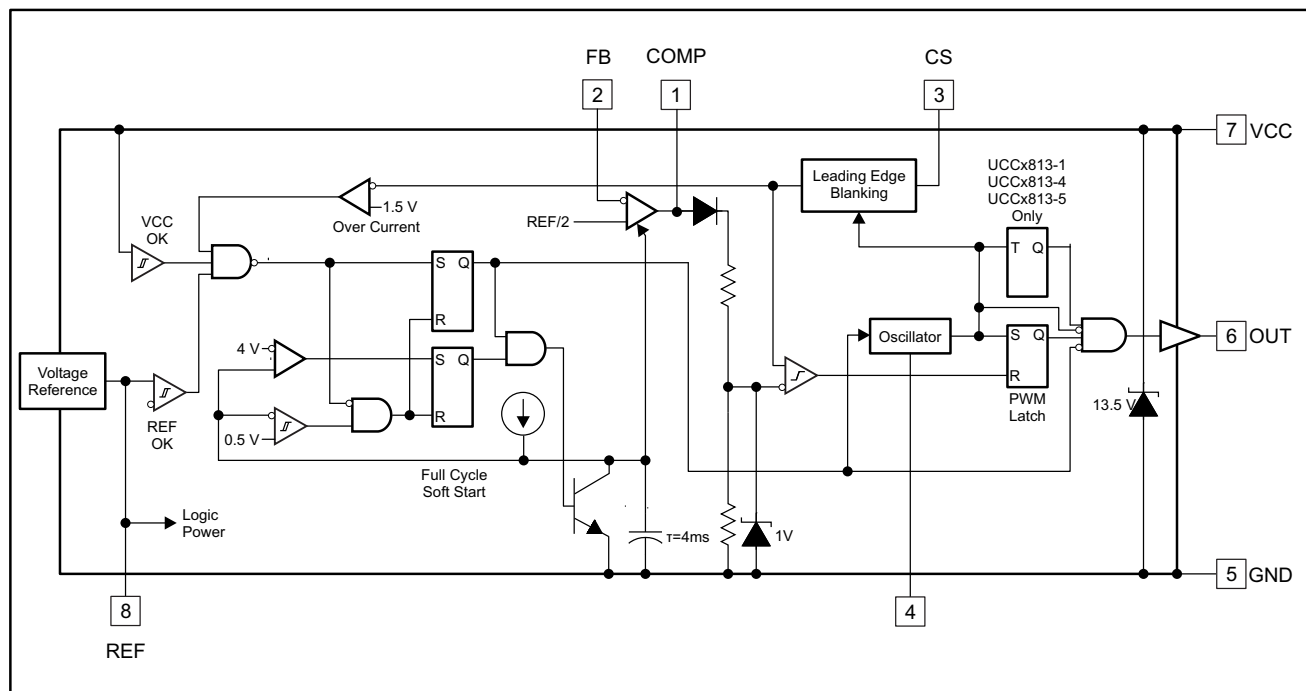 FB
COMP
CS
2
1
3
7
VCC
UCCx813-1
UCCx813-4
UCCx813-5
Only
Leading Edge
Blanking
1.5 V
Over Current
REF/2
VCC
OK
T
Q
S
Q
R
Oscillator
S
Q
R
PWM
Latch
6
OUT
4 V
S
Q
R
Voltage
Reference
REF
OK
0.5 V
13.5 V
Full Cycle
Soft Start
Logic
Power
τ=4ms
1V
5
GND
8
REF
4